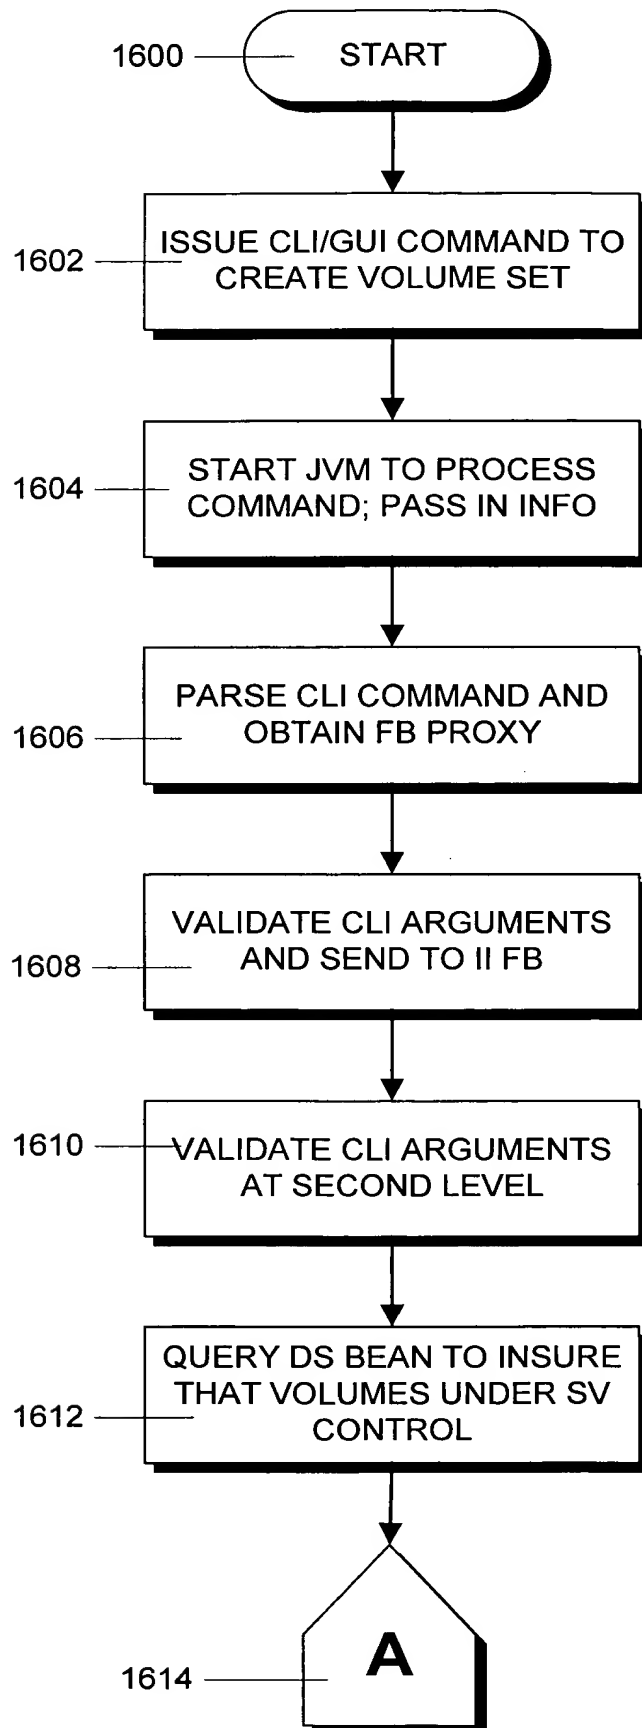 1600
START
1602
ISSUE CLI/GUI COMMAND TO
CREATE VOLUME SET
1604
START JVM TO PROCESS
COMMAND; PASS IN INFO
1606
PARSE CLI COMMAND AND
OBTAIN FB PROXY
1608
VALIDATE CLI ARGUMENTS
AND SEND TO II FB
1610
VALIDATE CLI ARGUMENTS
AT SECOND LEVEL
1612
QUERY DS BEAN TO INSURE
THAT VOLUMES UNDER SV
CONTROL
1614
A